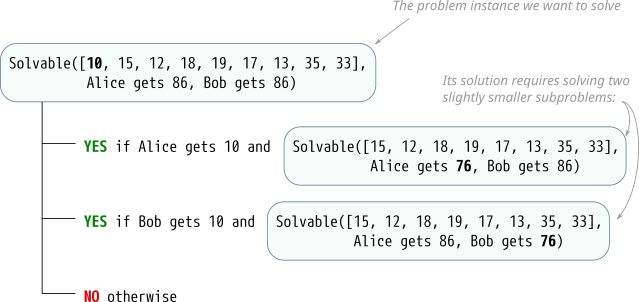 The problem instance we want to solve
Solvable([10, 15, 12, 18, 19, 17, 13, 35, 33],
Alice gets 86, Bob gets 86)
Its solution requires solving two
slightly smaller subproblems:
YES if Alice gets 10 and
Solvable([15, 12, 18, 19, 17, 13, 35, 33],
Alice gets 76, Bob gets 86)
YES if Bob gets 10 and
Solvable([15, 12, 18, 19, 17, 13, 35, 33],
Alice gets 86, Bob gets 76)
NO otherwise